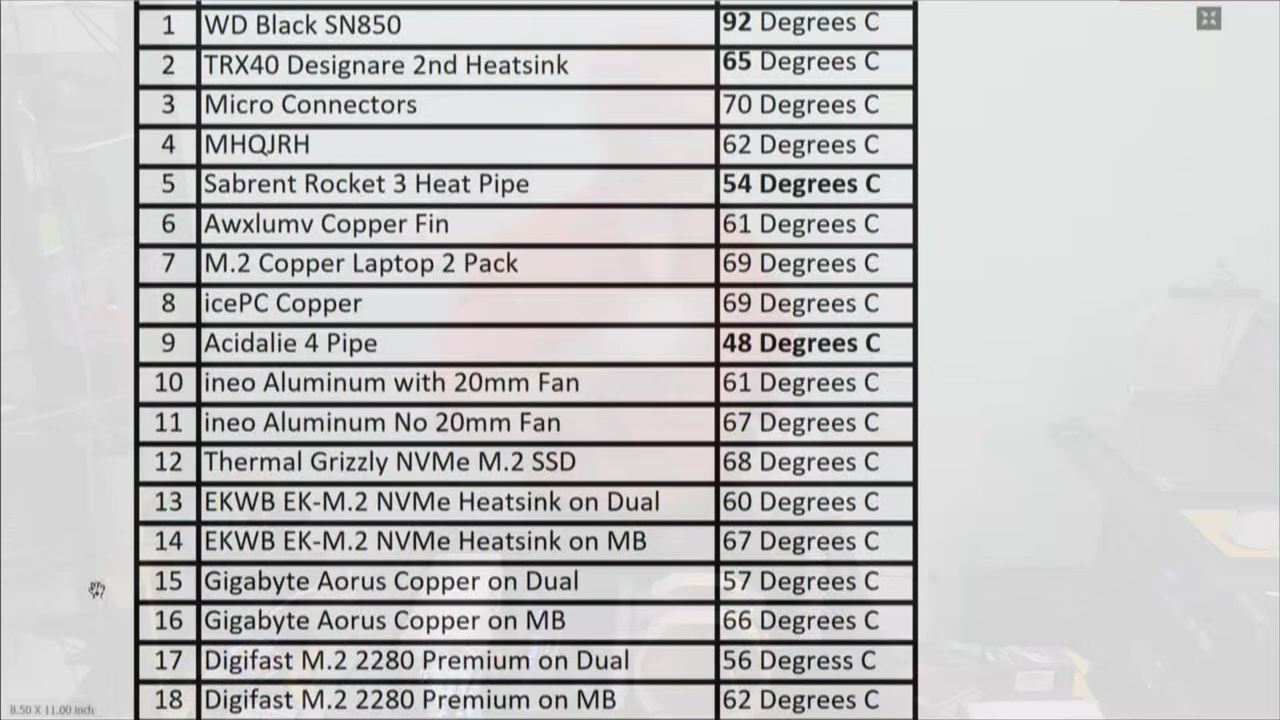 1 WD Black SN850 92 Degrees C
2 TRX40 Designare 2nd Heatsink 65 Degrees C
3 Micro Connectors 70 Degrees C
4 MHQJRH 62 Degrees C
5 Sabrent Rocket 3 Heat Pipe 54 Degrees C
6 Awxlumv Copper Fin 61 Degrees C
7 M.2 Copper Laptop 2 Pack 69 Degrees C
8 icePC Copper 69 Degrees C
9 Acidalie 4 Pipe 48 Degrees C
10 ineo Aluminum with 20mm Fan 61 Degrees C
11 ineo Aluminum No 20mm Fan 67 Degrees C
12 Thermal Grizzly NVMe M.2 SSD 68 Degrees C
13 EKWB EK-M.2 NVMe Heatsink on Dual 60 Degrees C
14 EKWB EK-M.2 NVMe Heatsink on MB 67 Degrees C
15 Gigabyte Aorus Copper on Dual 57 Degrees C
16 Gigabyte Aorus Copper on MB 66 Degrees C
17 Digifast M.2 2280 Premium on Dual 56 Degress C
18 Digifast M.2 2280 Premium on MB 62 Degrees C
8.50 X 11.00 inch